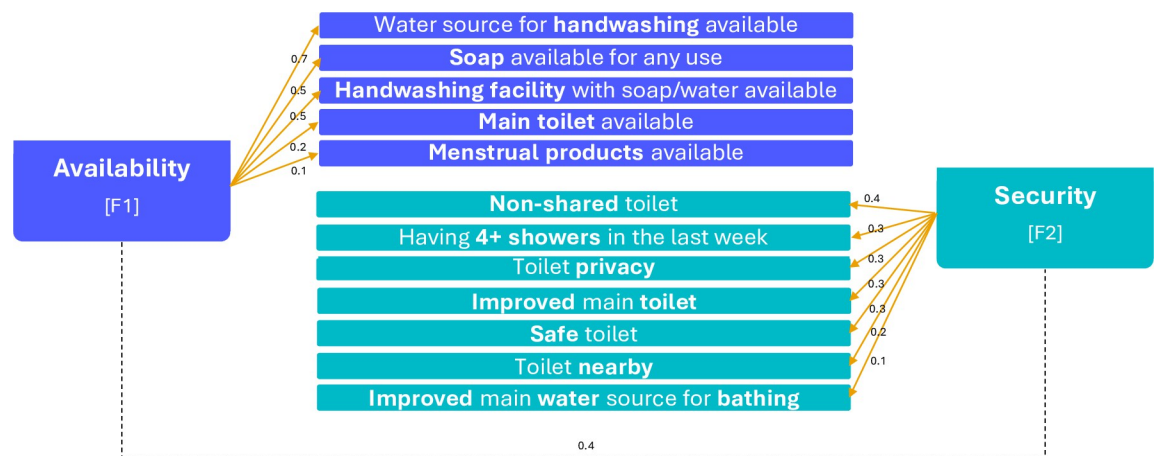 Water source for handwashing available
Soap available for any use
Handwashing facility with soap/water available
Main toilet available
Menstrual products available
0.7
0.5
0.5
0.2
0.1
Availability
[F1]
Non-shared toilet
Having 4+ showers in the last week
Toilet privacy
Improved main toilet
Safe toilet
Toilet nearby
Improved main water source for bathing
0.4
0.3
0.3
0.3
0.3
0.2
0.1
Security
[F2]
0.4